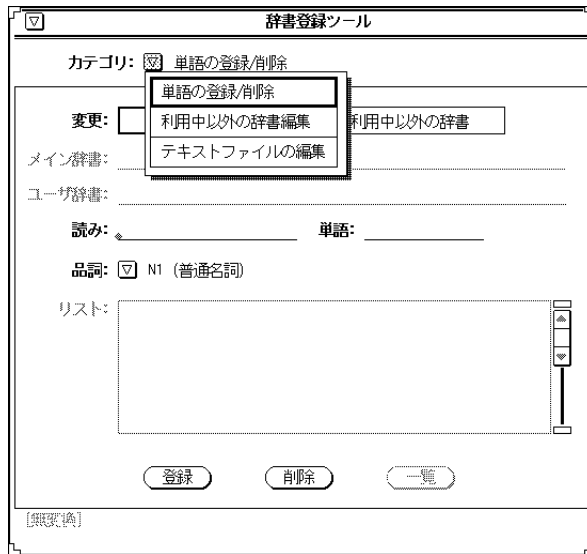 辞書登録ツール
カテゴリ: 単語の登録/削除
単語の登録/削除
利用中以外の辞書編集
テキストファイルの編集
変更: 利用中以外の辞書
メイン辞書:
ユーザ辞書:
読み: 単語:
品詞: N1 (普通名詞)
リスト:
登録 削除 一覧
[無変換]